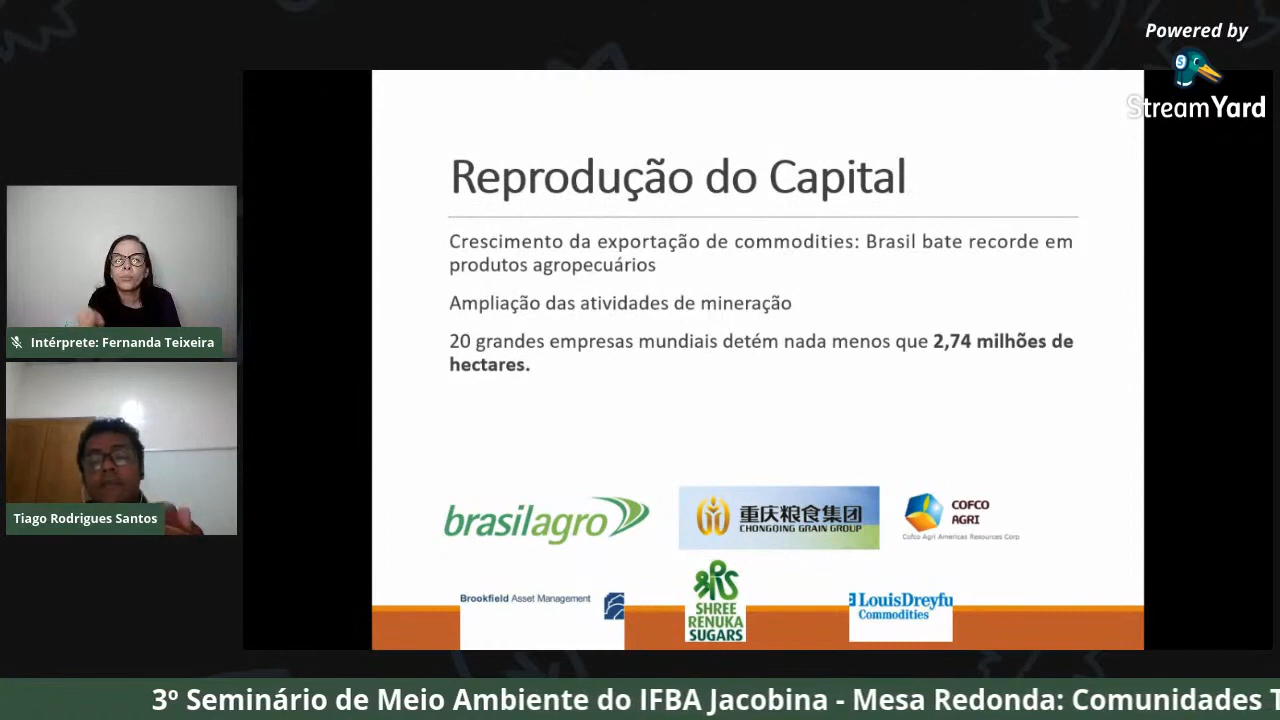 Powered by
StreamYard
Reprodução do Capital
Crescimento da exportação de commodities: Brasil bate recorde em
produtos agropecuários
Ampliação das atividades de mineração
20 grandes empresas mundiais detém nada menos que 2,74 milhões de
hectares.
Intérprete: Fernanda Teixeira
Tiago Rodrigues Santos
brasilagro
重庆粮食集团
CHONGQING GRAIN GROUP
COFCO
AGRI
Cofco Agri Americas Resources Corp
Brookfield Asset Management
SHREE
RENUKA
SUGARS
LouisDreyfu
Commodities
3º Seminário de Meio Ambiente do IFBA Jacobina - Mesa Redonda: Comunidades T